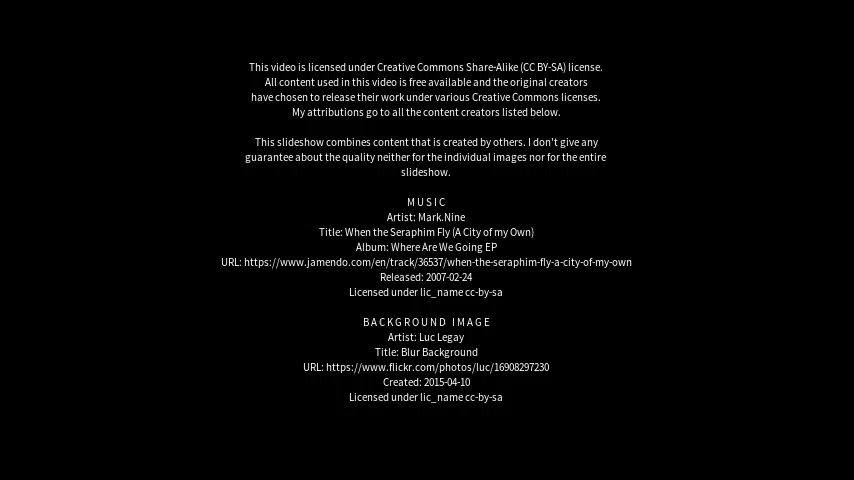 This video is licensed under Creative Commons Share-Alike (CC BY-SA) license.
All content used in this video is free available and the original creators
have chosen to release their work under various Creative Commons licenses.
My attributions go to all the content creators listed below.
This slideshow combines content that is created by others. I don't give any
guarantee about the quality neither for the individual images nor for the entire
slideshow.
MUSIC
Artist: Mark.Nine
Title: When the Seraphim Fly (A City of my Own)
Album: Where Are We Going EP
URL: https://www.jamendo.com/en/track/36537/when-the-seraphim-fly-a-city-of-my-own
Released: 2007-02-24
Licensed under lic_name cc-by-sa
BACKGROUND IMAGE
Artist: Luc Legay
Title: Blur Background
URL: https://www.flickr.com/photos/luc/16908297230
Created: 2015-04-10
Licensed under lic_name cc-by-sa